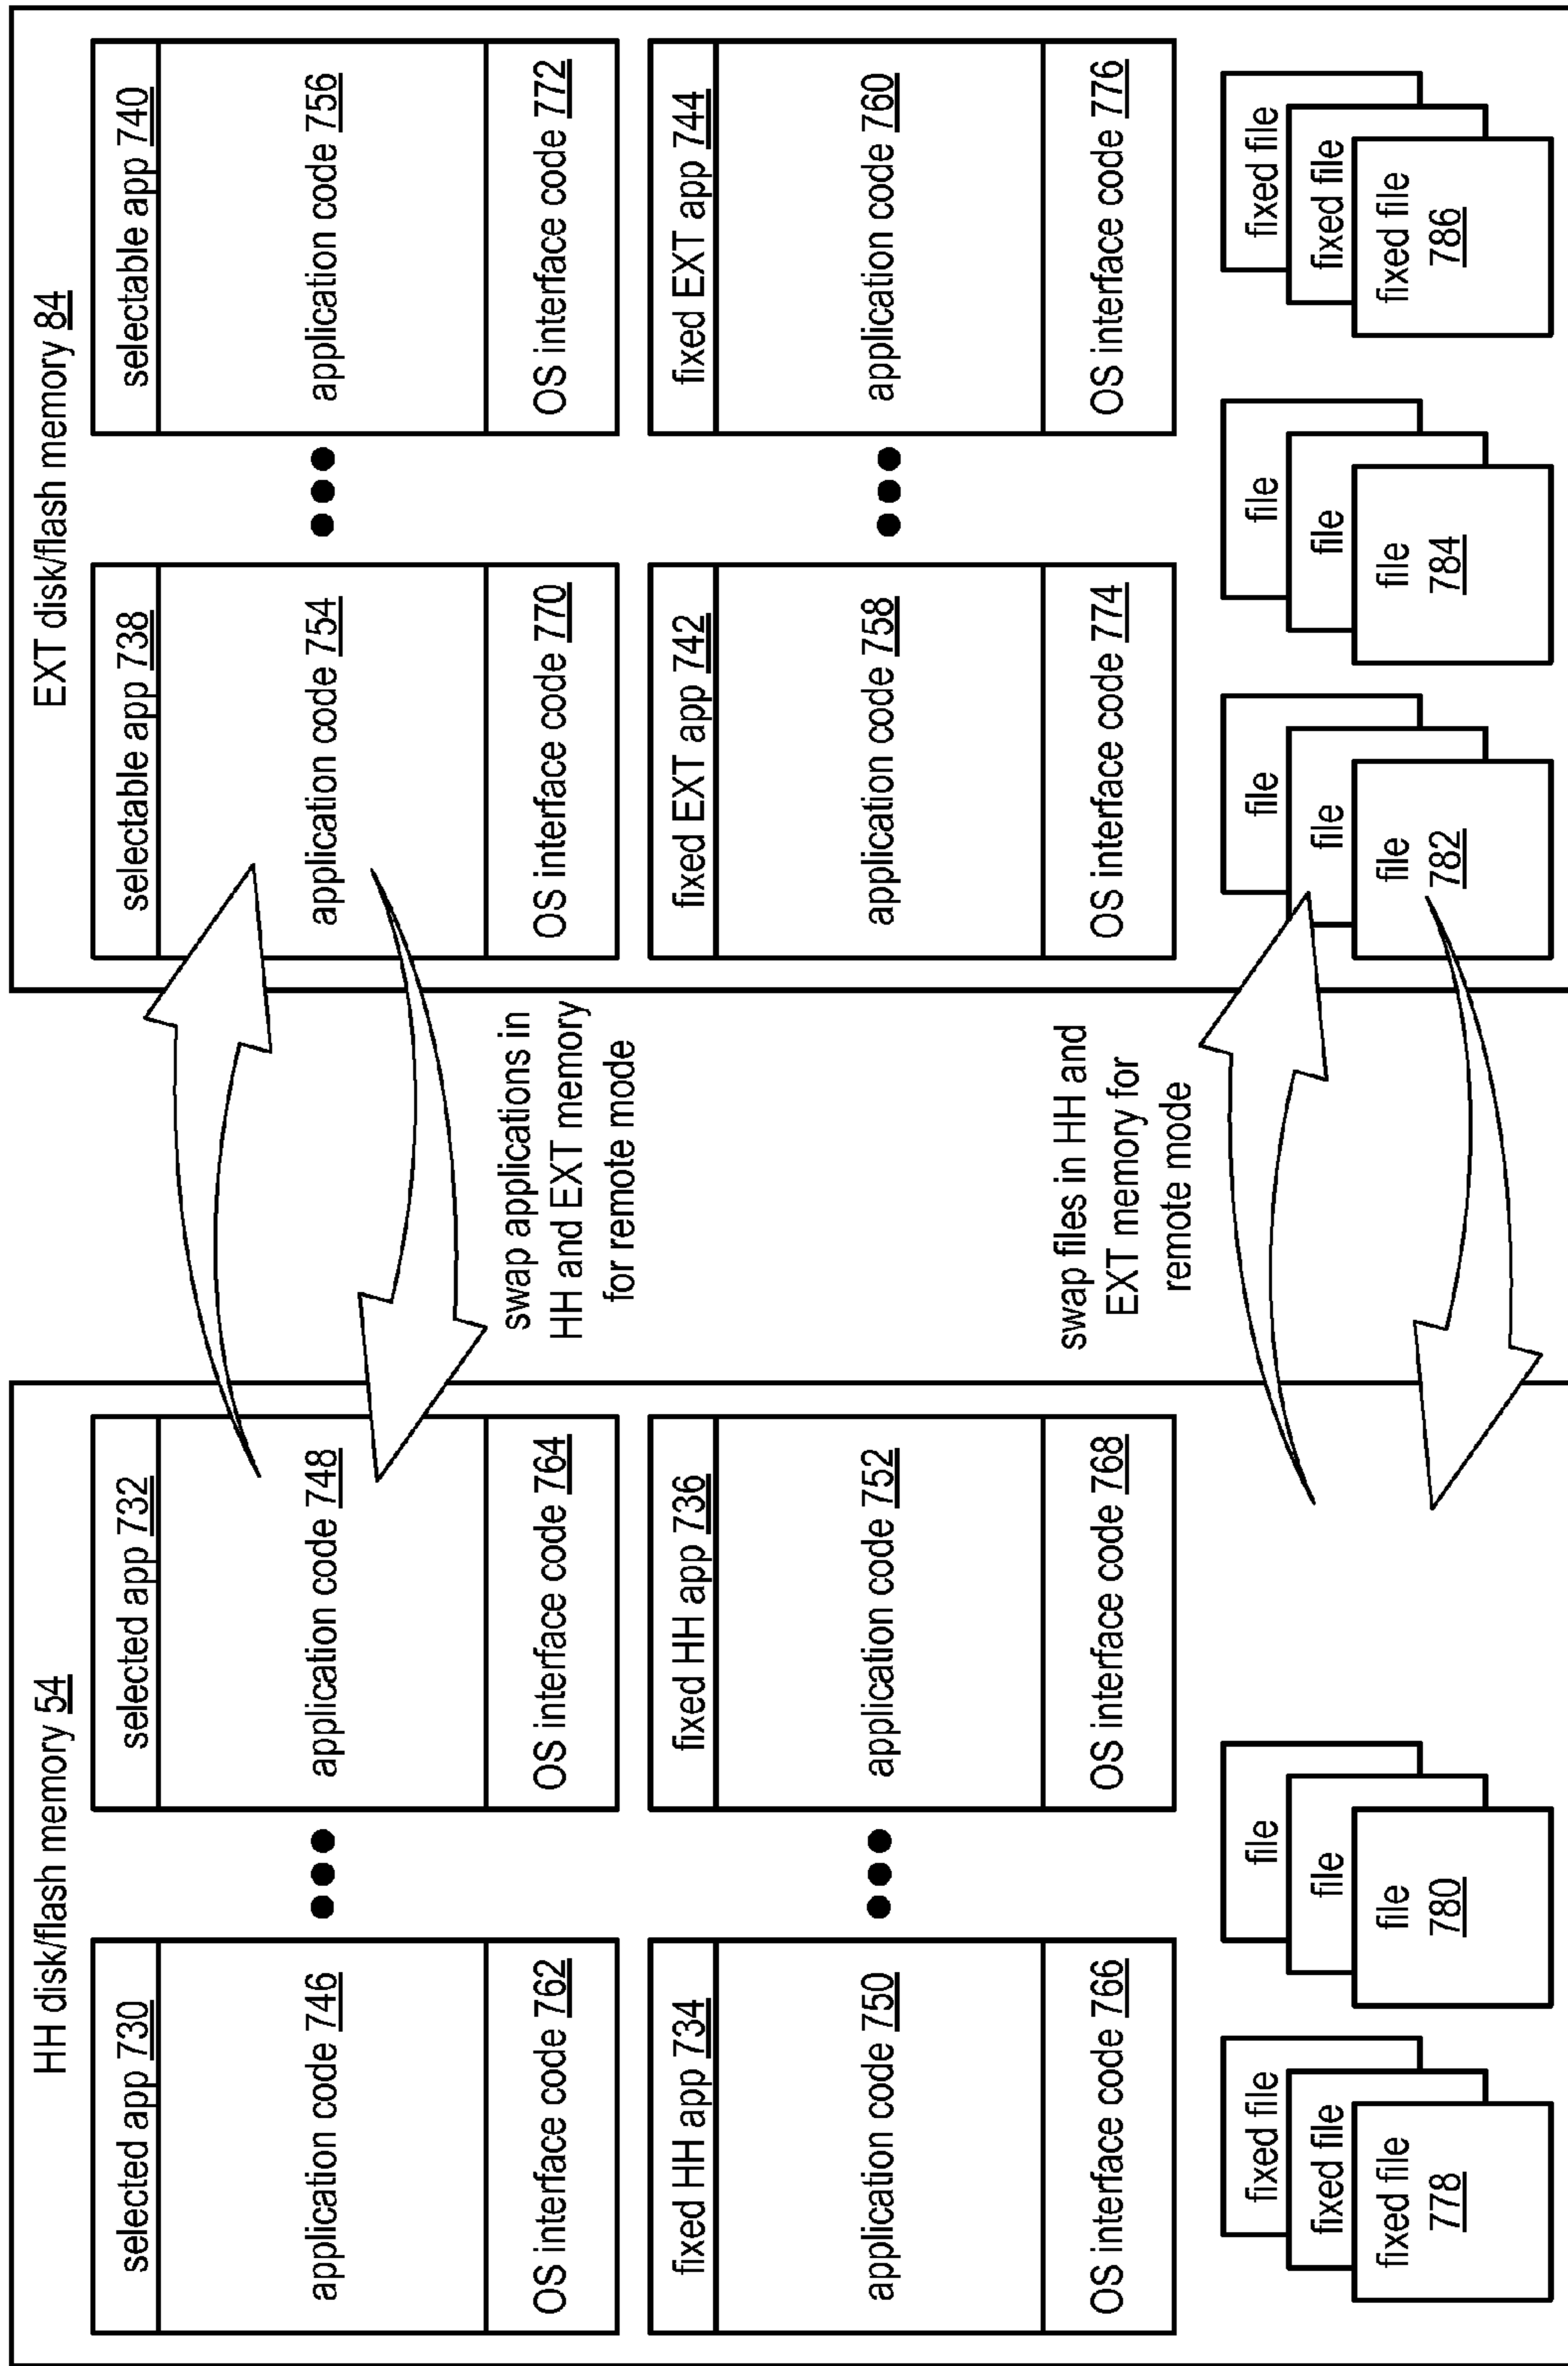 HH disk/flash memory 54
selected app 730
application code 746
OS interface code 762
selected app 732
application code 748
OS interface code 764
fixed HH app 734
application code 750
OS interface code 766
fixed HH app 736
application code 752
OS interface code 768
fixed file
fixed file
fixed file
778
file
file
file
780
swap applications in
HH and EXT memory
for remote mode
swap files in HH and
EXT memory for
remote mode
EXT disk/flash memory 84
selectable app 738
application code 754
OS interface code 770
selectable app 740
application code 756
OS interface code 772
fixed EXT app 742
application code 758
OS interface code 774
fixed EXT app 744
application code 760
OS interface code 776
file
file
file
782
file
file
file
784
fixed file
fixed file
fixed file
786